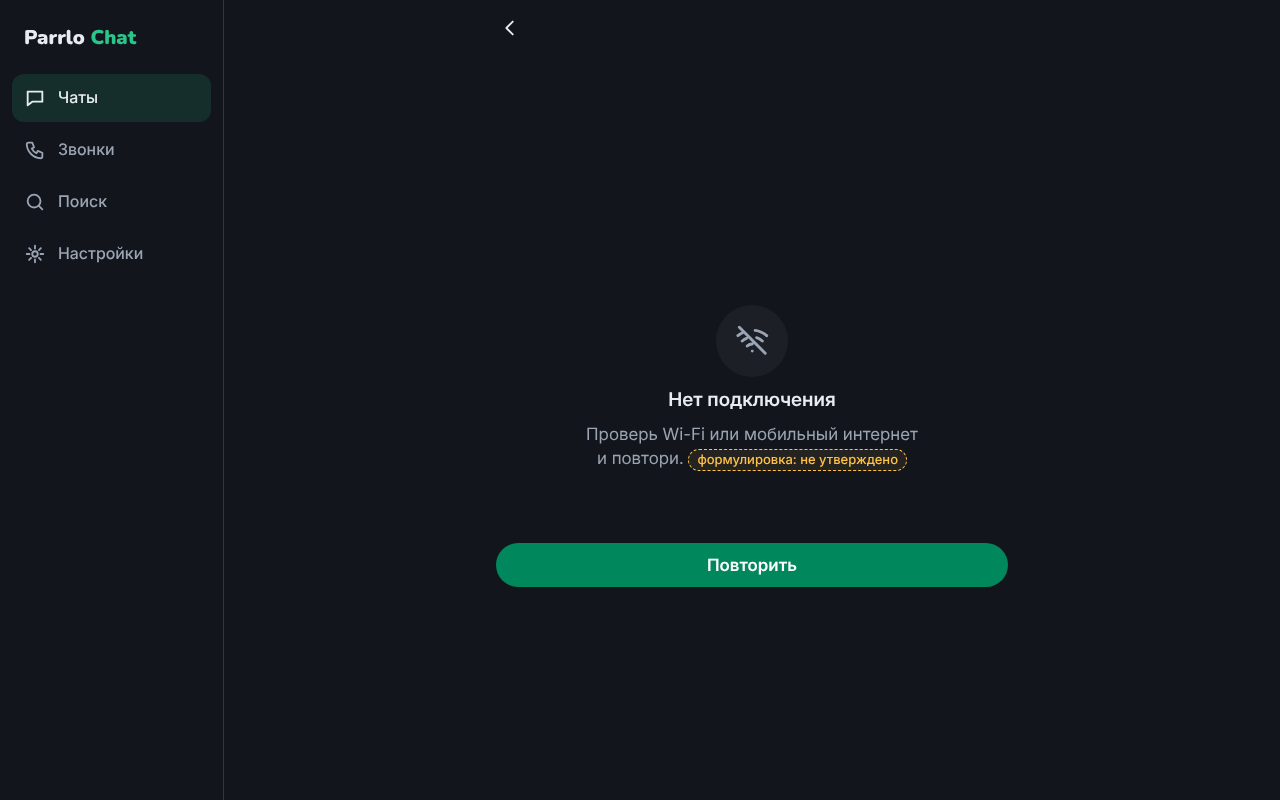 Parrlo Chat
Чаты
Звонки
Поиск
Настройки
Нет подключения
Проверь Wi-Fi или мобильный интернет
и повтори. формулировка: не утверждено
Повторить